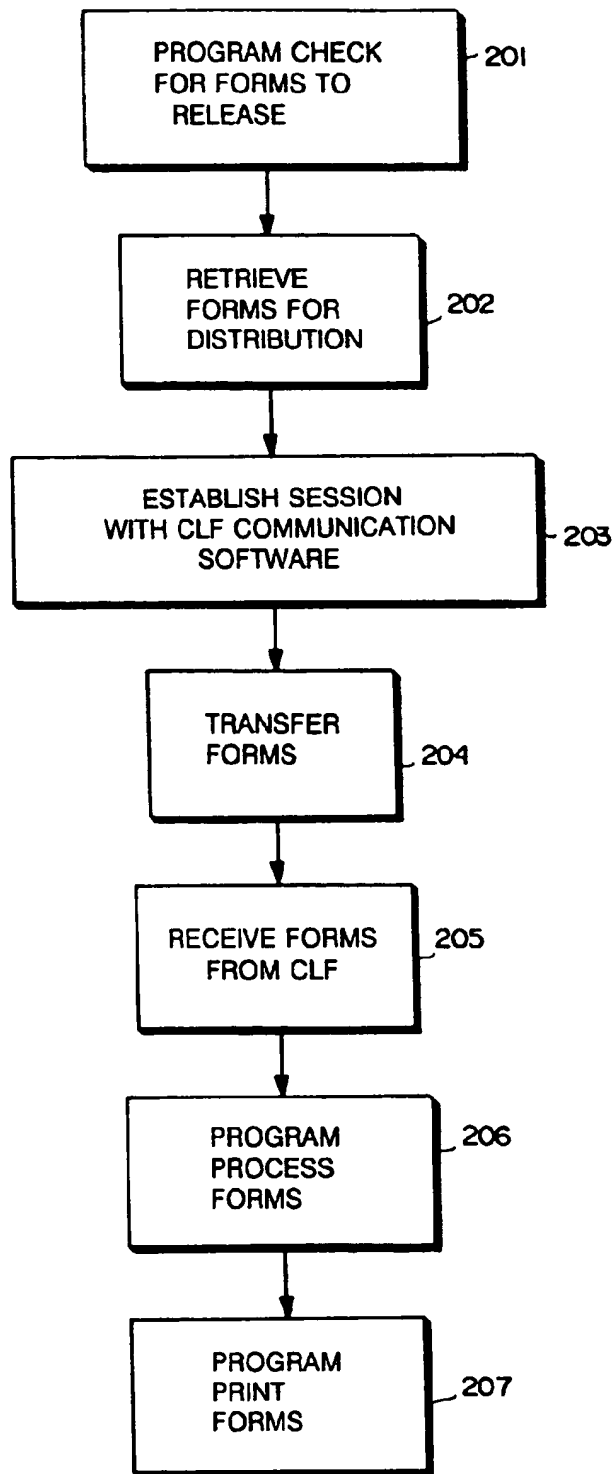 PROGRAM CHECK
FOR FORMS TO
RELEASE
201
RETRIEVE
FORMS FOR
DISTRIBUTION
202
ESTABLISH SESSION
WITH CLF COMMUNICATION
SOFTWARE
203
TRANSFER
FORMS
204
RECEIVE FORMS
FROM CLF
205
PROGRAM
PROCESS
FORMS
206
PROGRAM
PRINT
FORMS
207